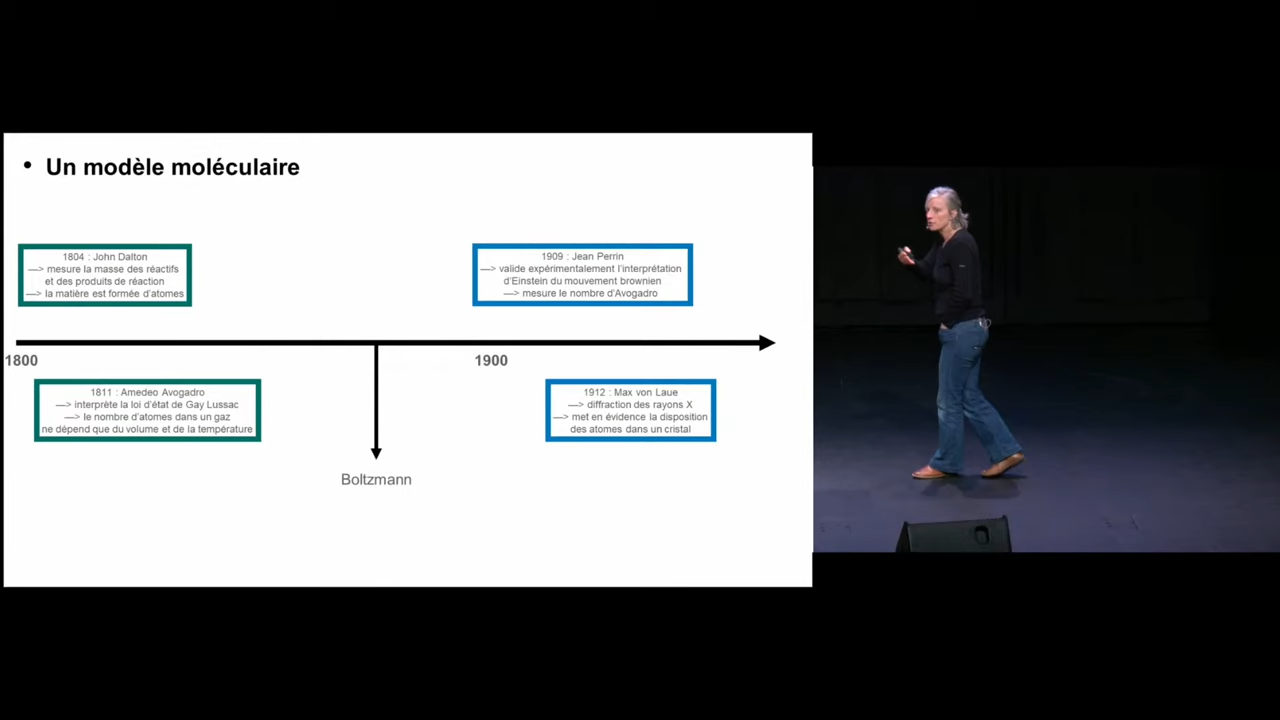 • Un modèle moléculaire
1804 : John Dalton
—> mesure la masse des réactifs
et des produits de réaction
—> la matière est formée d'atomes
1909 : Jean Perrin
—> valide expérimentalement l'interprétation
d'Einstein du mouvement brownien
—> mesure le nombre d'Avogadro
1800
1900
1811 : Amedeo Avogadro
—> interprète la loi d'état de Gay Lussac
—> le nombre d'atomes dans un gaz
ne dépend que du volume et de la température
1912 : Max von Laue
—> diffraction des rayons X
—> met en évidence la disposition
des atomes dans un cristal
Boltzmann